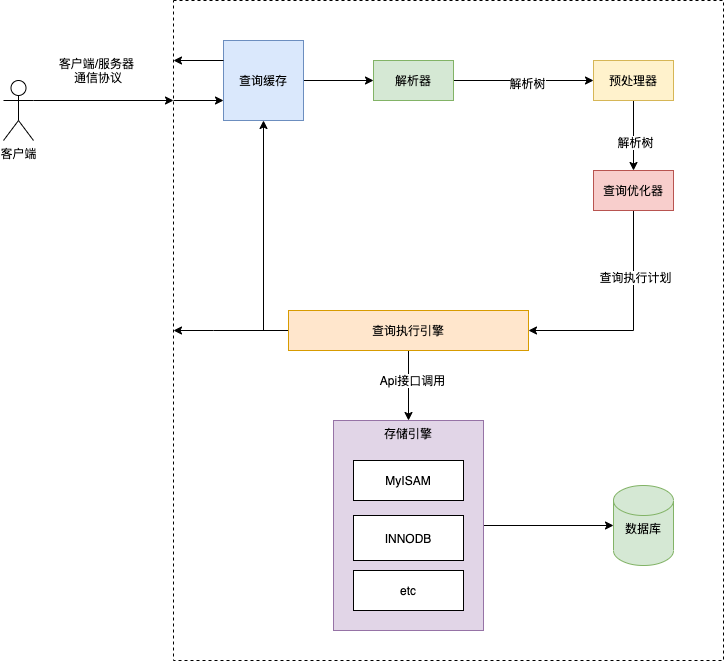 客户端/服务器
通信协议
客户端
查询缓存
解析器
解析树
预处理器
解析树
查询优化器
查询执行计划
查询执行引擎
Api接口调用
存储引擎
MyISAM
INNODB
etc
数据库